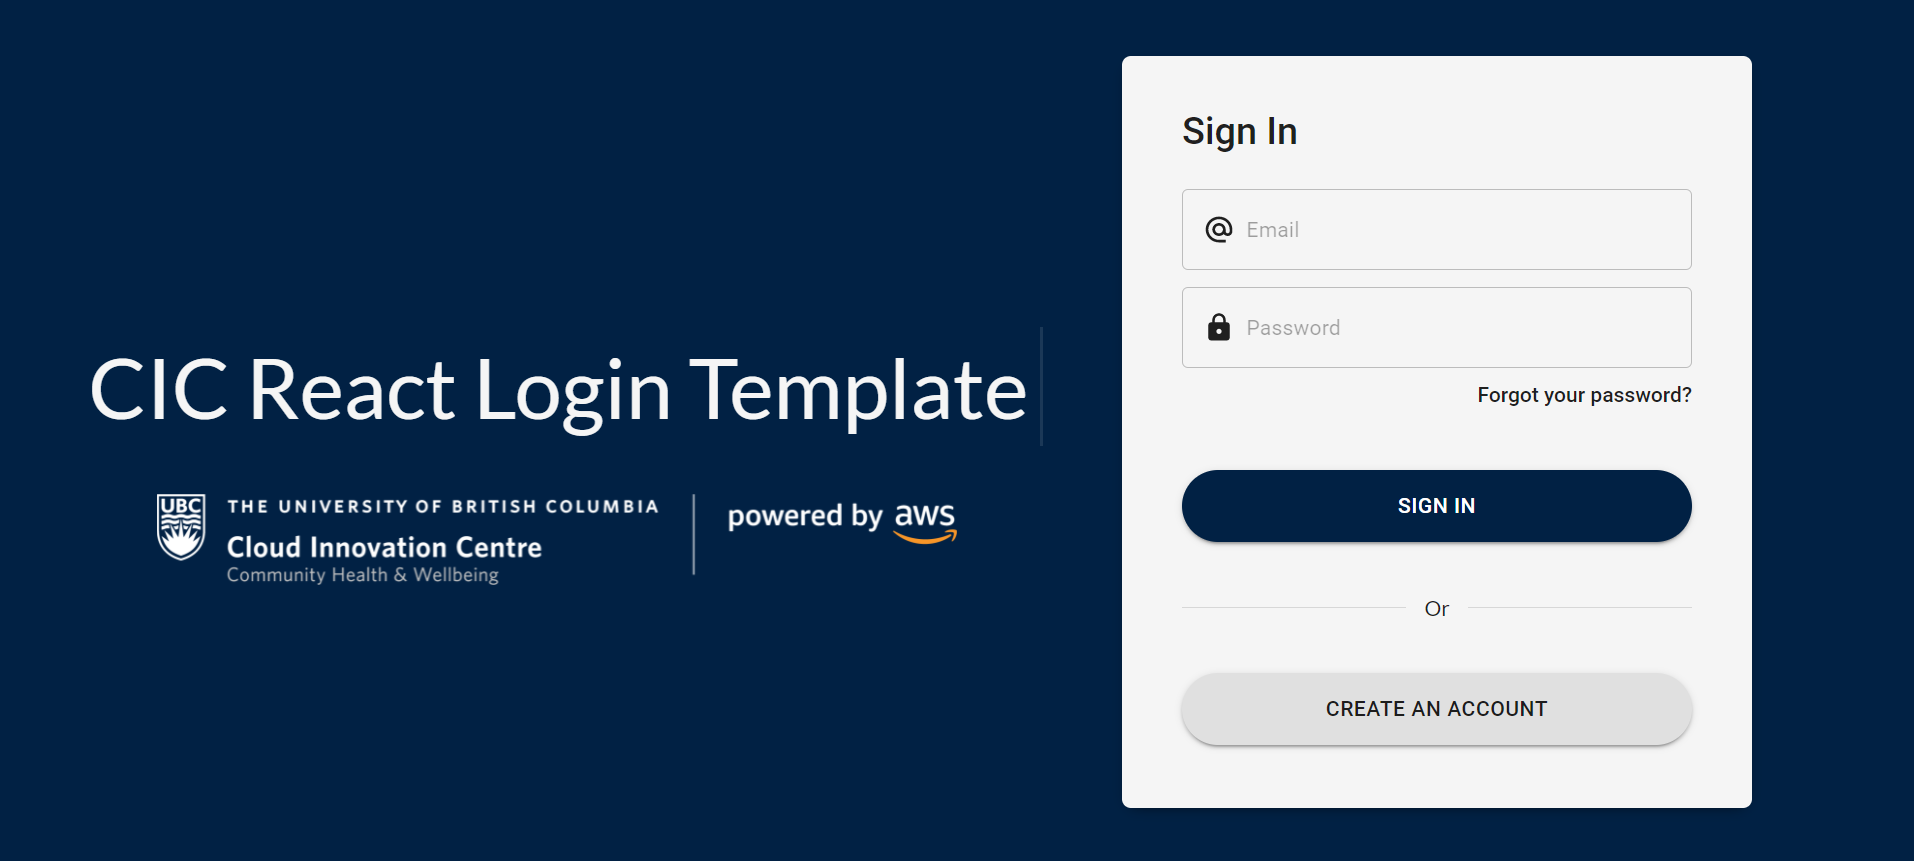 CIC React Login Template
UBC
THE UNIVERSITY OF BRITISH COLUMBIA
Cloud Innovation Centre
Community Health & Wellbeing
powered by aws
Sign In
Email
Password
Forgot your password?
SIGN IN
Or
CREATE AN ACCOUNT